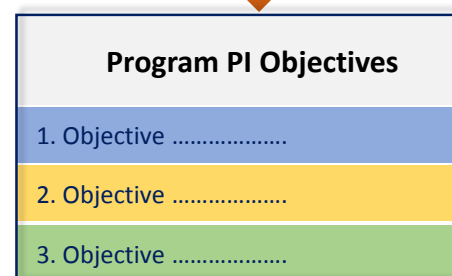 Program PI Objectives
1. Objective ……………….
2. Objective ……………….
3. Objective ……………….